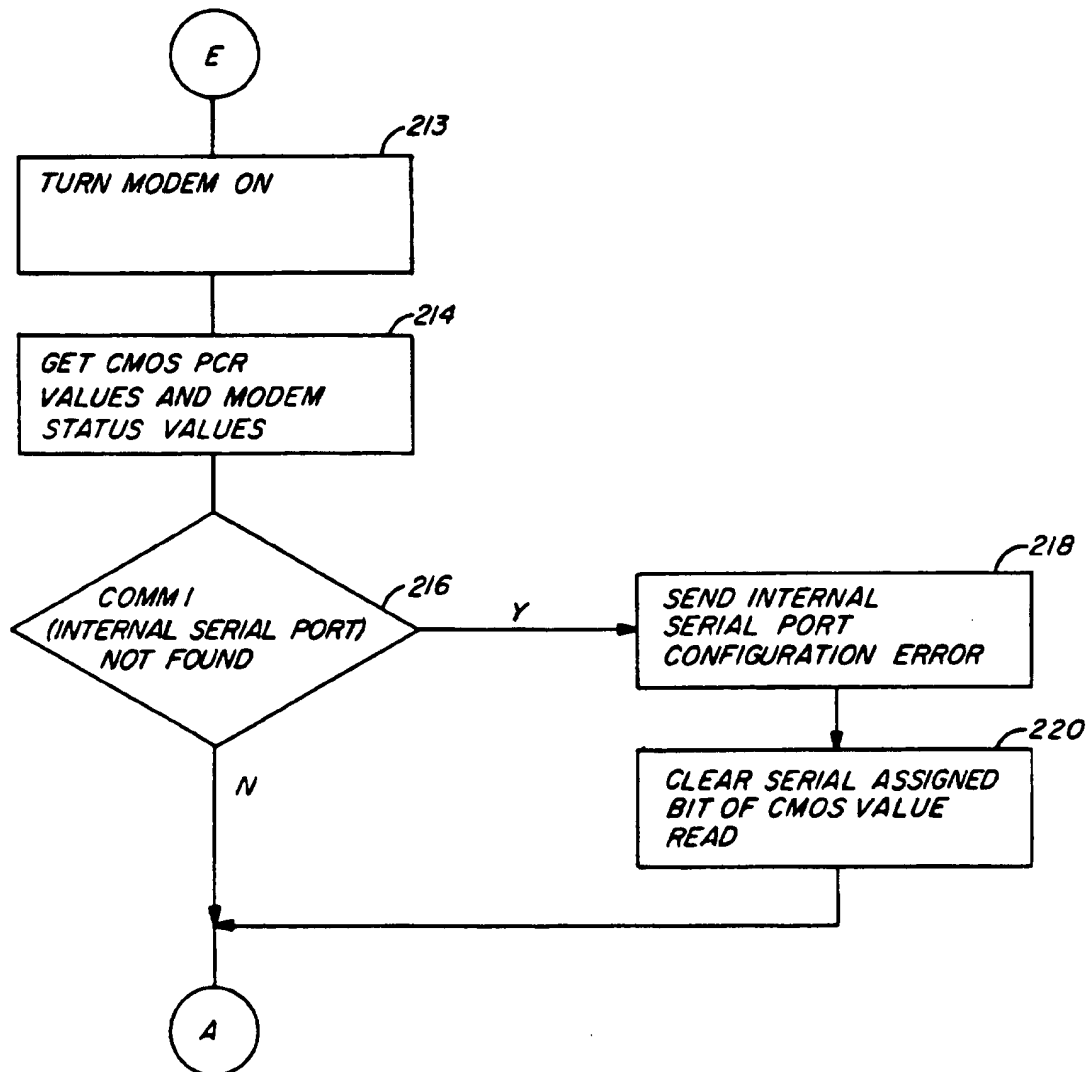 E
213
TURN MODEM ON
214
GET CMOS PCR
VALUES AND MODEM
STATUS VALUES
216
COMM 1
(INTERNAL SERIAL PORT)
NOT FOUND
Y
218
SEND INTERNAL
SERIAL PORT
CONFIGURATION ERROR
220
CLEAR SERIAL ASSIGNED
BIT OF CMOS VALUE
READ
N
A